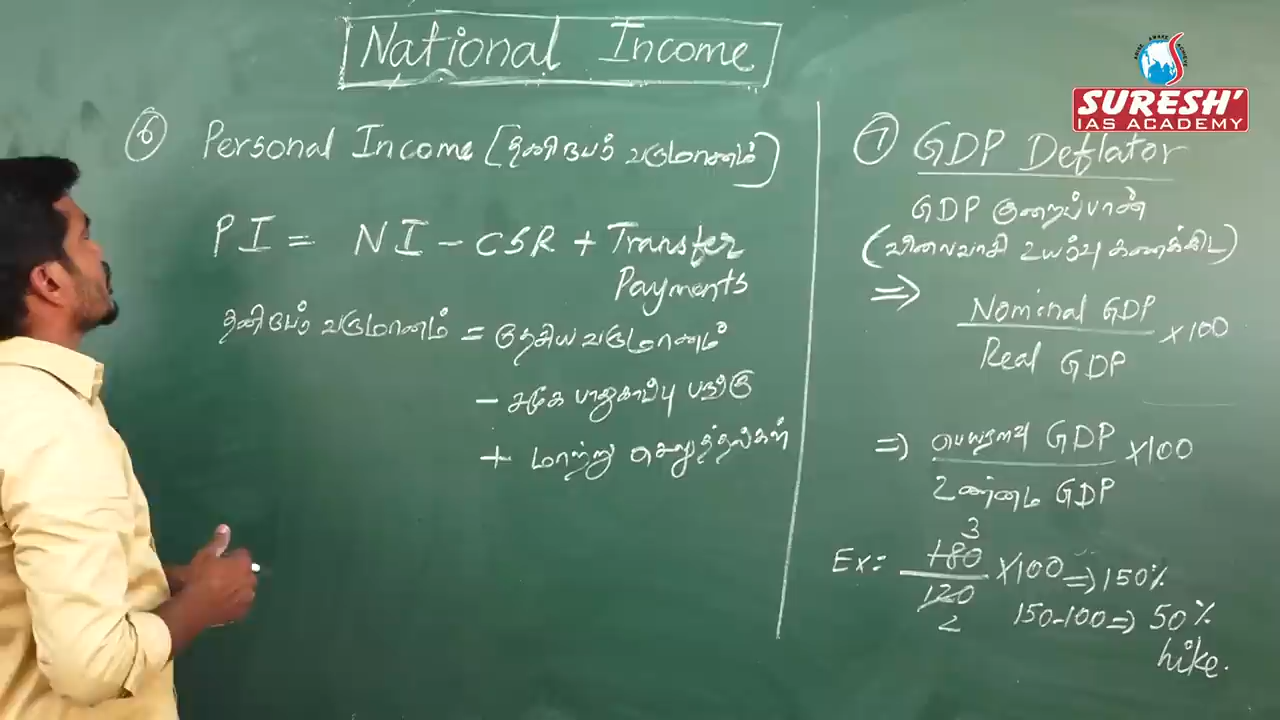 National Income
6 Personal Income [தனிநபர் வருமானம்]
PI = NI - CSR + Transfer
Payments
தனிநபர் வருமானம் = தேசிய வருமானம்
- சமூக பாதுகாப்பு பங்கு
+ மாற்று செலுத்தல்கள்
7 GDP Deflator
GDP குறைப்பான்
(விலைவாசி உயர்வு கணக்கிட)
=> Nominal GDP
Real GDP
×100
=> பெயரளவு GDP ×100
உண்மை GDP
3
Ex: 180 ×100 => 150%
120
2
150-100 => 50%
hike.
AWAKE ACHIEVE
SURESH'
IAS ACADEMY